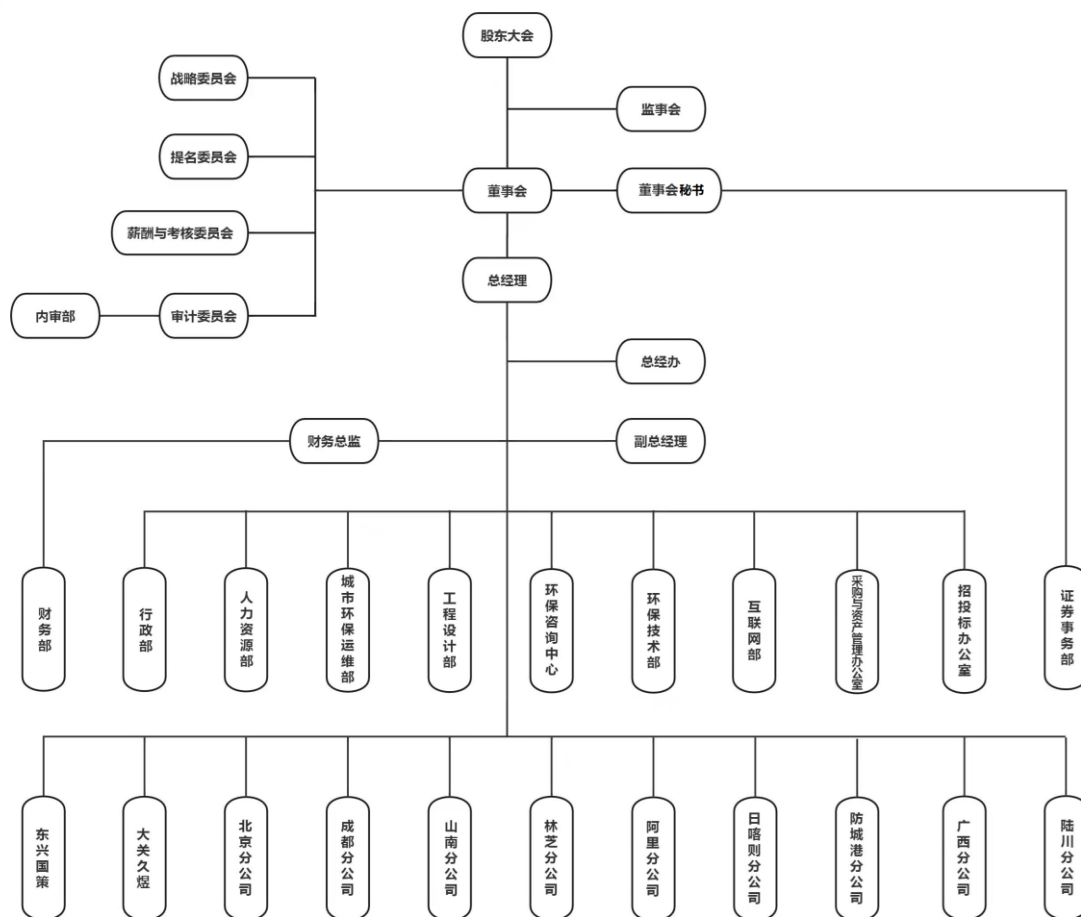 股东大会
战略委员会
监事会
提名委员会
董事会
董事会秘书
薪酬与考核委员会
总经理
内审部
审计委员会
总经办
财务总监
副总经理
财务部
行政部
人力资源部
城市环保运维部
工程设计部
环保咨询中心
环保技术部
互联网部
采购与资产管理办公室
招投标办公室
证券事务部
东兴国策
大关久煜
北京分公司
成都分公司
山南分公司
林芝分公司
阿里分公司
日喀则分公司
防城港分公司
广西分公司
陆川分公司